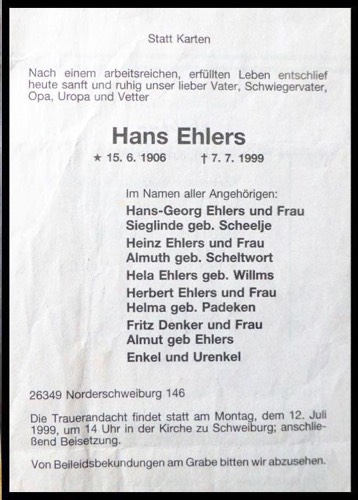 Statt Karten
Nach einem arbeitsreichen, erfüllten Leben entschlief
heute sanft und ruhig unser lieber Vater, Schwiegervater,
Opa, Uropa und Vetter
Hans Ehlers
★ 15. 6. 1906 † 7. 7. 1999
Im Namen aller Angehörigen:
Hans-Georg Ehlers und Frau
Sieglinde geb. Scheelje
Heinz Ehlers und Frau
Almuth geb. Scheltwort
Hela Ehlers geb. Willms
Herbert Ehlers und Frau
Helma geb. Padeken
Fritz Denker und Frau
Almut geb Ehlers
Enkel und Urenkel
26349 Norderschweiburg 146
Die Trauerandacht findet statt am Montag, dem 12. Juli
1999, um 14 Uhr in der Kirche zu Schweiburg; anschlie-
ßend Beisetzung.
Von Beileidsbekundungen am Grabe bitten wir abzusehen.